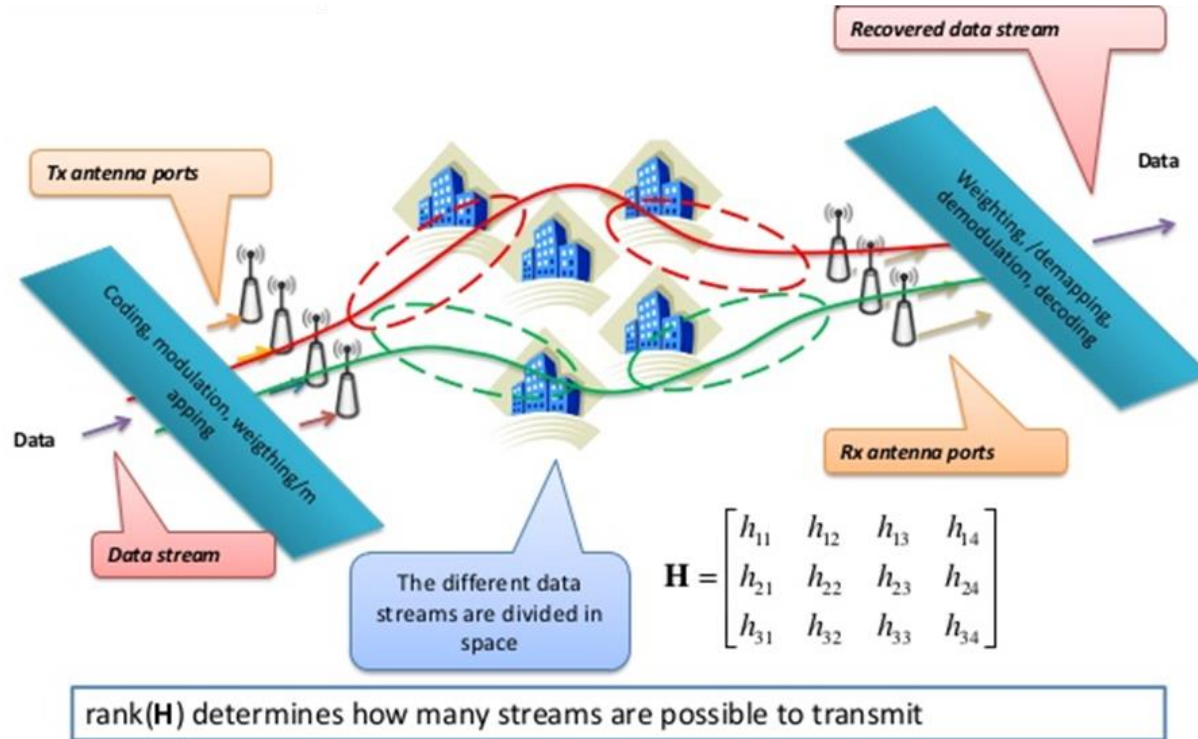 Recovered data stream
Tx antenna ports
Data
Weighting, /demapping,
demodulation, decoding
Coding, modulation, weigthing/m
apping
Data
Rx antenna ports
Data stream
The different data
streams are divided in
space
H = [h11 h12 h13 h14
h21 h22 h23 h24
h31 h32 h33 h34]
rank(H) determines how many streams are possible to transmit